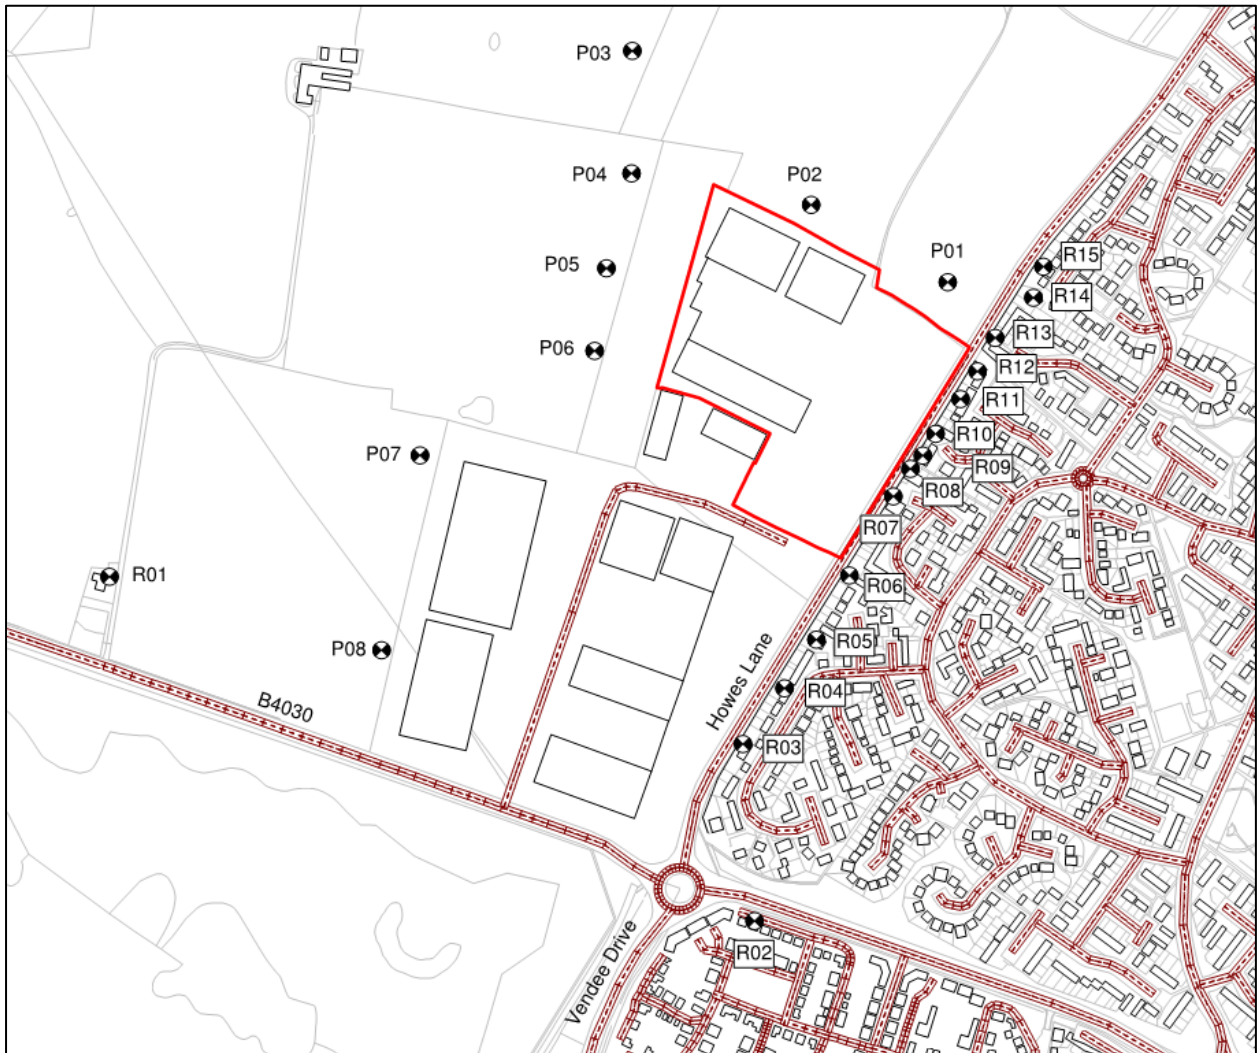 P03
P04
P02
P05
P01
R15
R14
P06
R13
R12
R11
R10
P07
R09
R08
R07
R01
R06
R05
P08
Howes Lane
R04
B4030
R03
Vendee Drive
R02